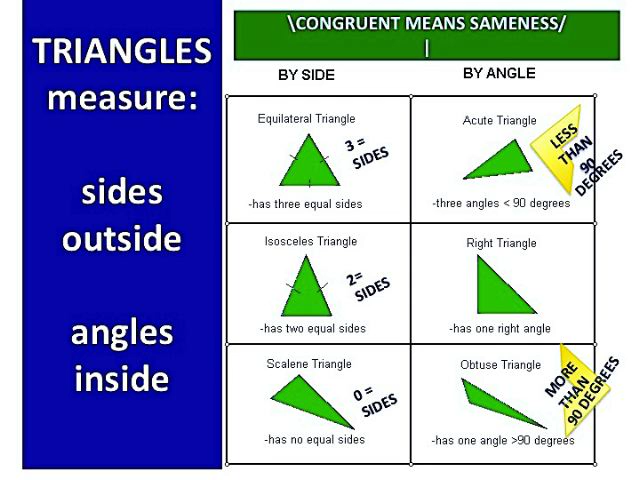 TRIANGLES
measure:
sides
outside
angles
inside
\CONGRUENT MEANS SAMENESS/
|
BY SIDE
BY ANGLE
Equilateral Triangle
3 =
SIDES
-has three equal sides
Acute Triangle
LESS
THAN
90
DEGREES
-three angles < 90 degrees
Isosceles Triangle
2=
SIDES
-has two equal sides
Right Triangle
-has one right angle
Scalene Triangle
0 =
SIDES
-has no equal sides
Obtuse Triangle
MORE
THAN
90 DEGREES
-has one angle >90 degrees